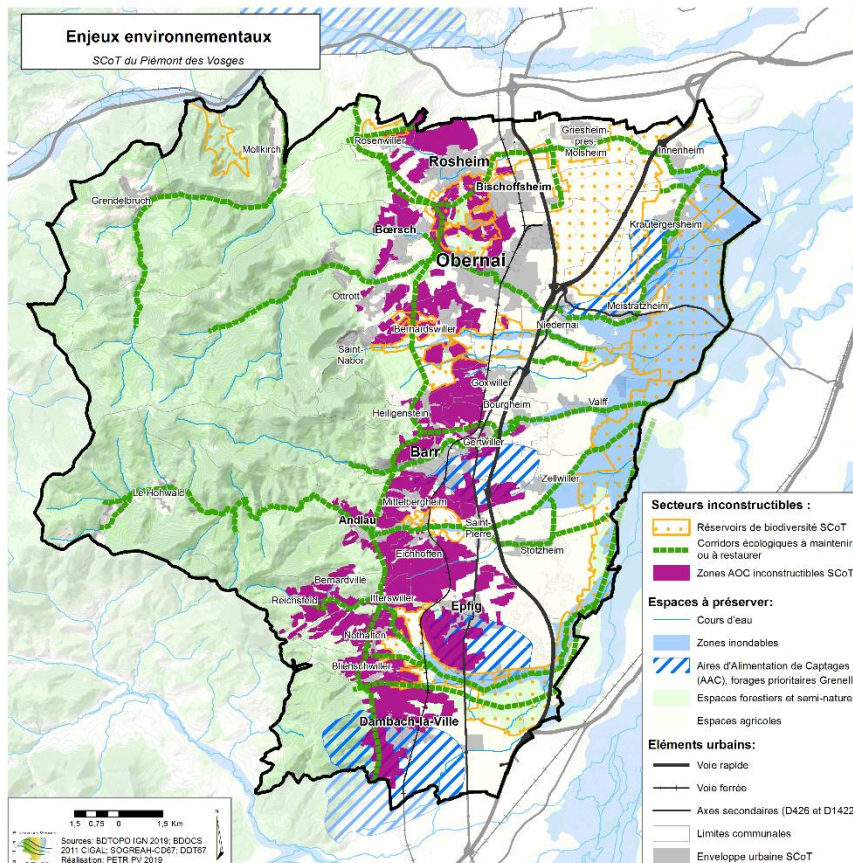 Enjeux environnementaux
SCoT du Piémont des Vosges
Mollkirch
Rosenwiller
Griesheim
près
Molsheim
Innenheim
Rosheim
Bischoffsheim
Grendelbruch
Krautergersheim
Bœrsch
Obernai
Ottrott
Meistratzheim
Bernardswiller
Niedernai
Saint-
Nabor
Goxwiller
Bourgheim
Valff
Heiligenstein
Gertwiller
Barr
Zellwiller
Le Hohwald
Mittelbergheim
Andlau
Saint-
Pierre
Stotzheim
Eichhoffen
Bernardvillé
Reichsfeld
Itterswiller
Epfig
Nothalten
Blienschwiller
Dambach-la-Ville
Secteurs inconstructibles :
Réservoirs de biodiversité SCoT
Corridors écologiques à maintenir
ou à restaurer
Zones AOC inconstructibles SCoT
Espaces à préserver:
Cours d'eau
Zones inondables
Aires d'Alimentation de Captages
(AAC), forages prioritaires Grenell
Espaces forestiers et semi-nature
Espaces agricoles
Eléments urbains:
Voie rapide
Voie ferrée
Axes secondaires (D426 et D1422
Limites communales
Enveloppe urbaine SCoT
1,5 0,75 0 1,5 Km
Sources: BDTOPO IGN 2019; BDOCS
2011 CIGAL; SOGREAH-CD67; DDT67
Réalisation: PETR PV 2019